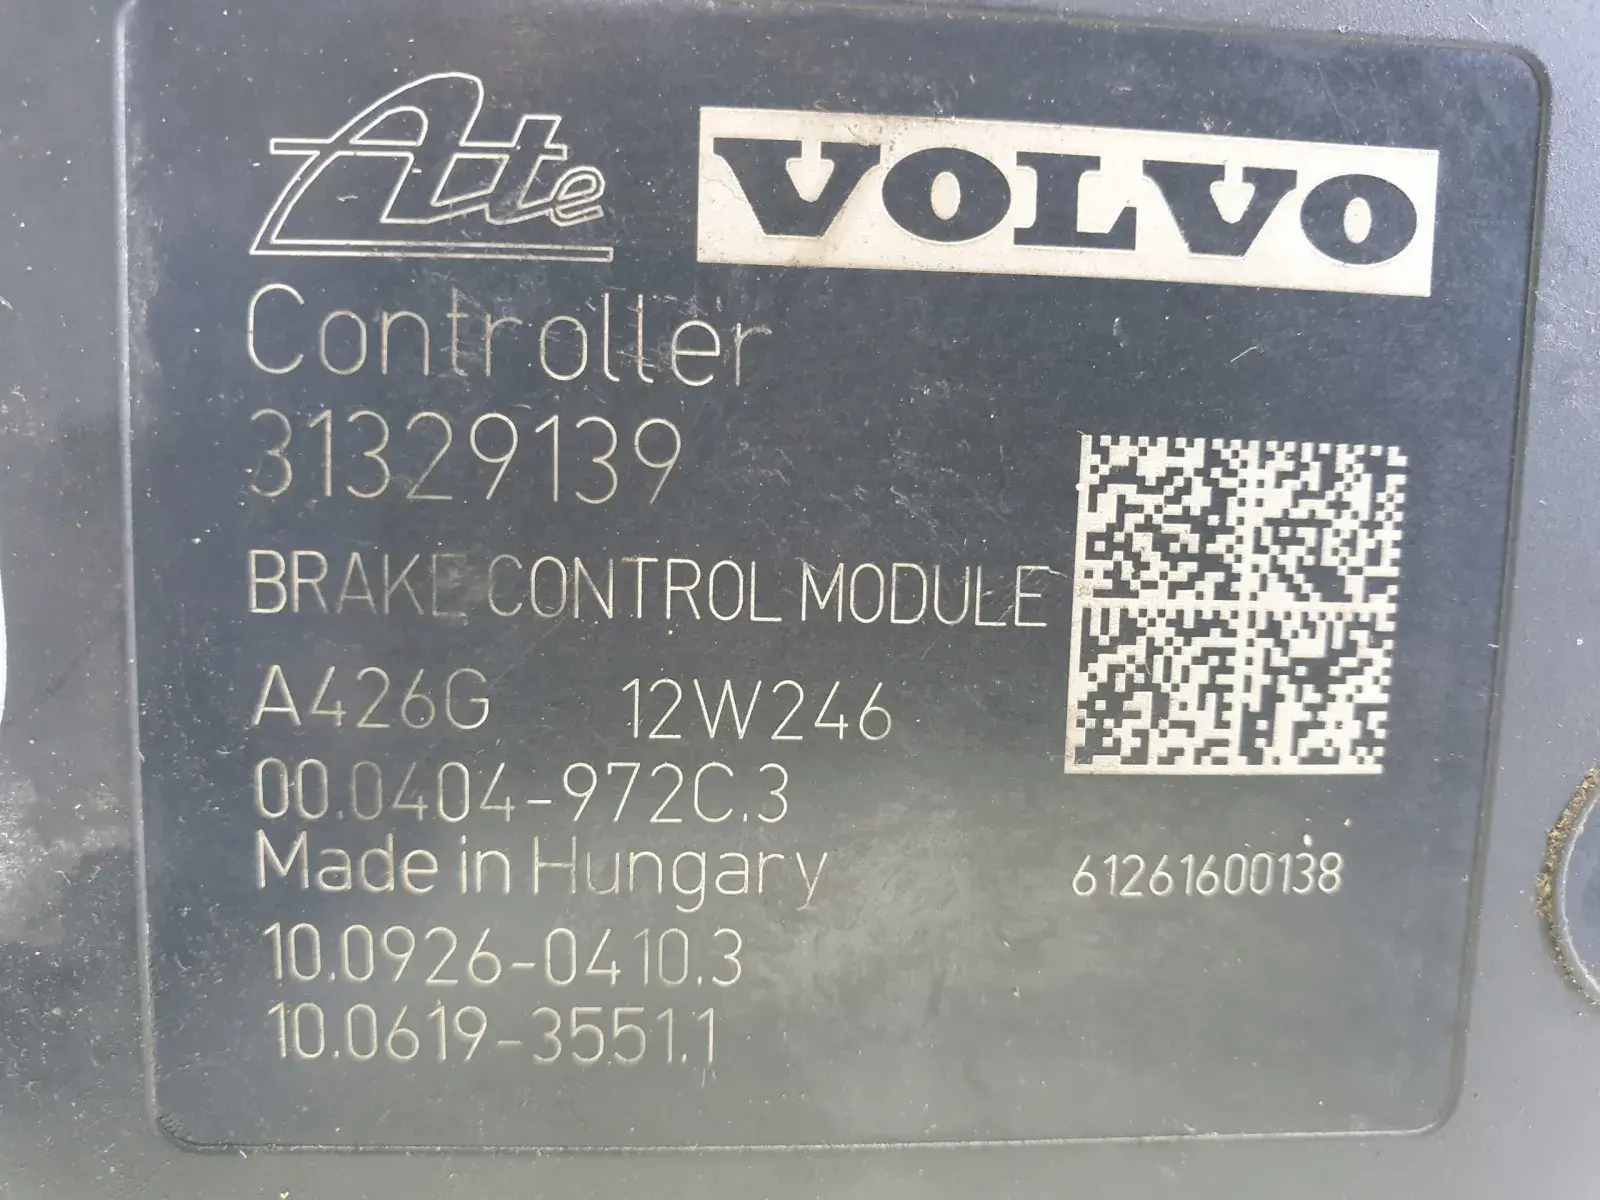 Ate VOLVO
Controller
31329139
BRAKE CONTROL MODULE
A426G 12W246
00.0404-972C.3
Made in Hungary 61261600138
10.0926-0410.3
10.0619-3551.1